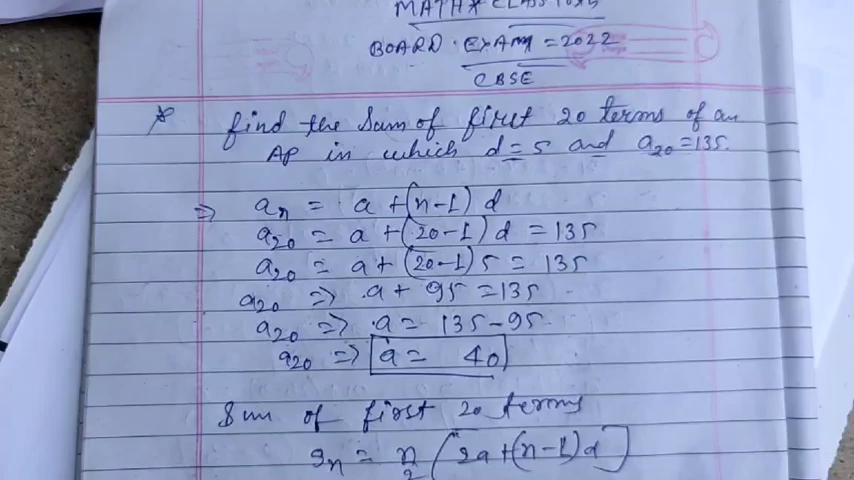 BOARD. EXAM = 2022
CBSE
find the sum of first 20 terms of an
AP in which d=5 and a₂₀=135.
=> aₙ = a +(n-1) d
a₂₀ = a +(20-1) d = 135
a₂₀ = a+ (20-1) 5 = 135
a₂₀ => a+ 95 =135
a₂₀ => a= 135-95
a₂₀ => a= 40
Sum of first 20 terms
Sₙ = n/2 [2a+(n-1)d]